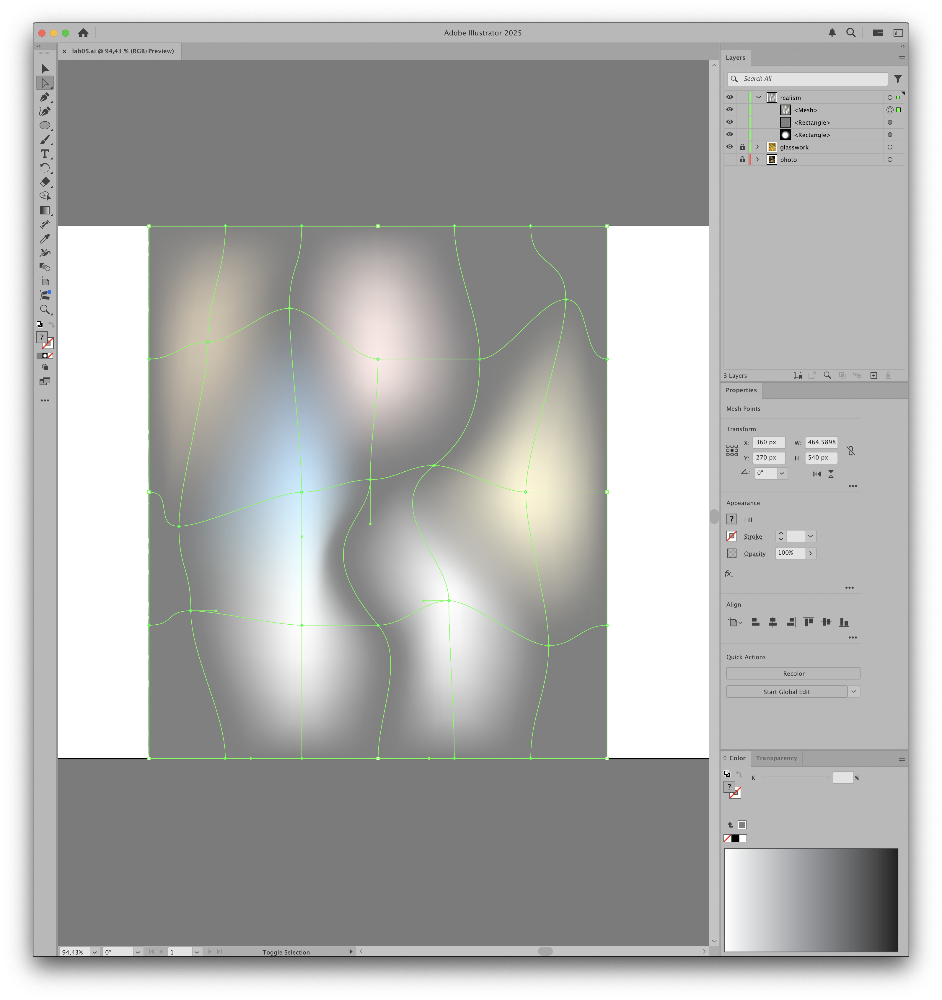 Adobe Illustrator 2025
× lab05.ai @ 94,43 % (RGB/Preview)
Layers
Search All
realism
<Mesh>
<Rectangle>
<Rectangle>
glasswork
photo
3 Layers
Properties
Mesh Points
Transform
X: 360 px W: 464,5898
Y: 270 px H: 540 px
0°
Appearance
? Fill
Stroke
Opacity 100%
fx.
Align
Quick Actions
Recolor
Start Global Edit
Color Transparency
K %
?
T
?
94,43% 0° 1 Toggle Selection